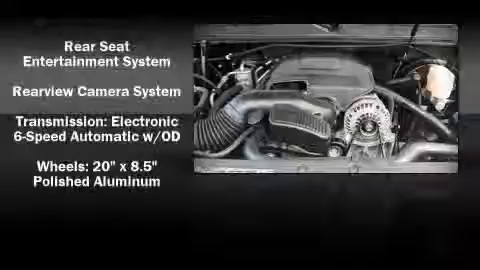 Rear Seat
Entertainment System
Rearview Camera System
Transmission: Electronic
6-Speed Automatic w/OD
Wheels: 20" x 8.5"
Polished Aluminum